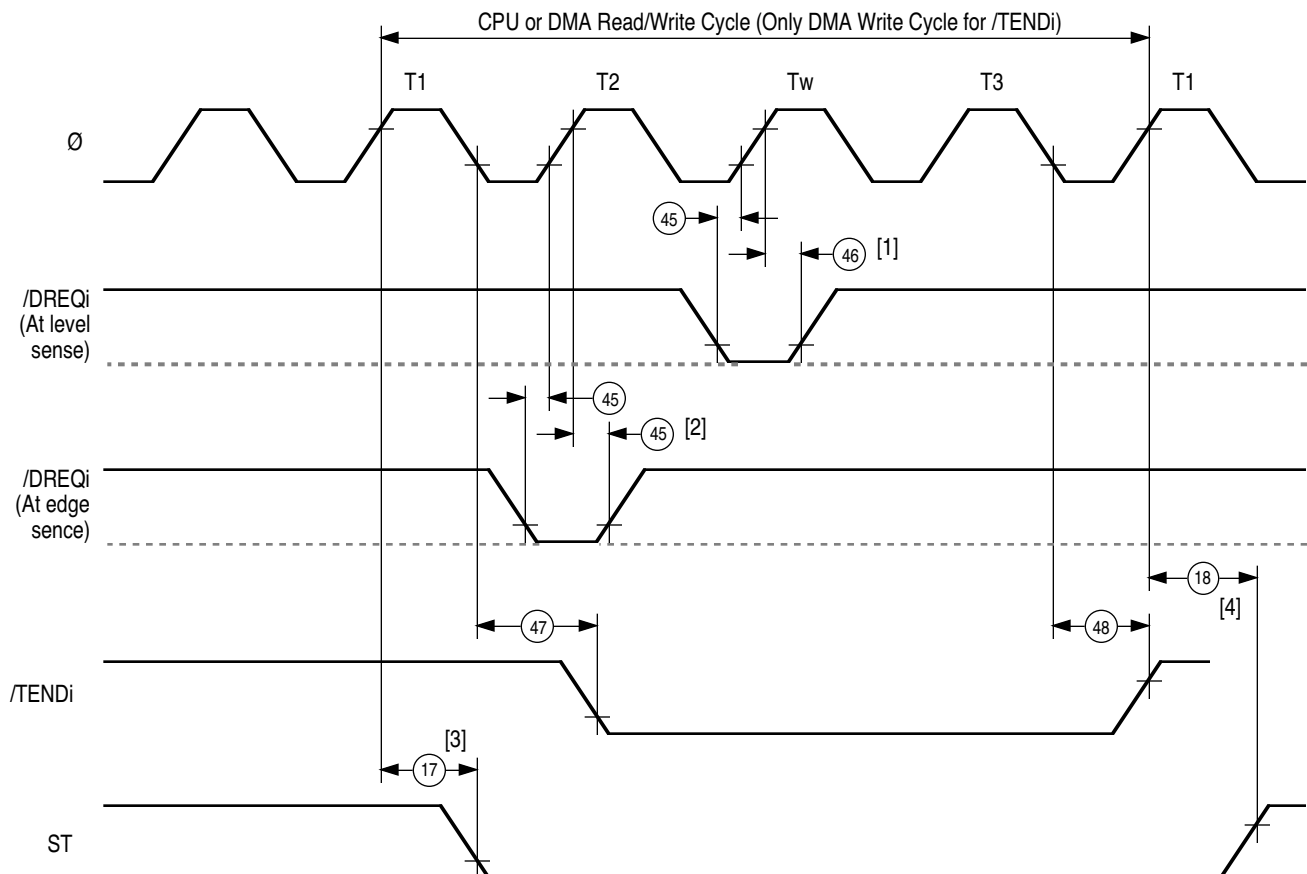 CPU or DMA Read/Write Cycle (Only DMA Write Cycle for /TENDi)
T1
T2
Tw
T3
T1
Ø
45
46
[1]
/DREQi
(At level
sense)
45
45
[2]
/DREQi
(At edge
sence)
18
[4]
47
48
/TENDi
[3]
17
ST